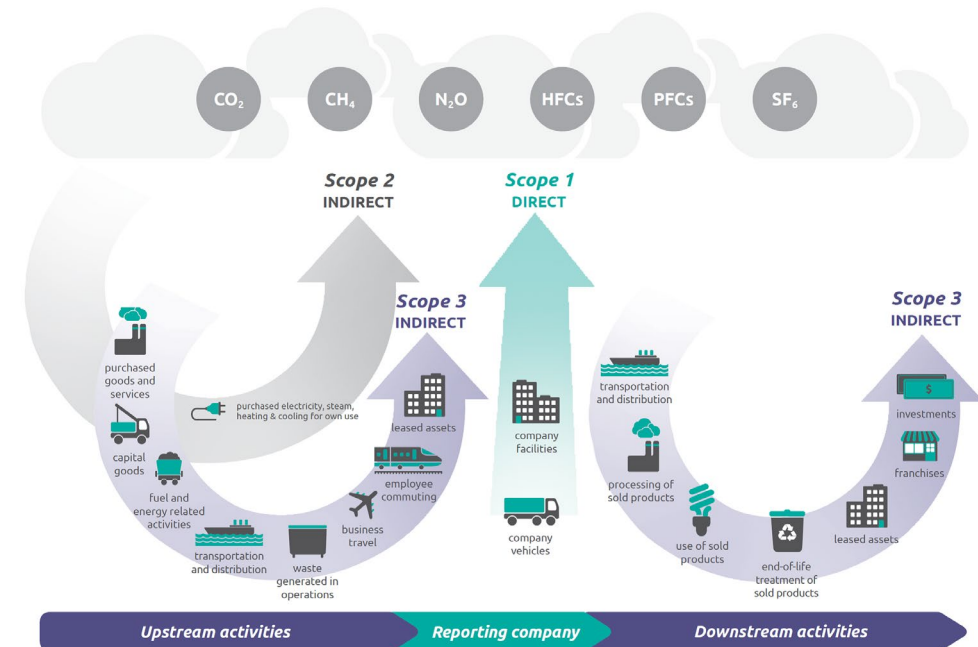 CO₂
CH₄
N₂O
HFCs
PFCs
SF₆
Scope 2
INDIRECT
Scope 1
DIRECT
Scope 3
INDIRECT
Scope 3
INDIRECT
purchased
goods and
services
capital
goods
fuel and
energy related
activities
transportation
and distribution
waste
generated in
operations
business
travel
employee
commuting
leased assets
purchased electricity, steam,
heating & cooling for own use
company
facilities
company
vehicles
transportation
and distribution
processing of
sold products
use of sold
products
end-of-life
treatment of
sold products
leased assets
franchises
$
investments
Upstream activities
Reporting company
Downstream activities